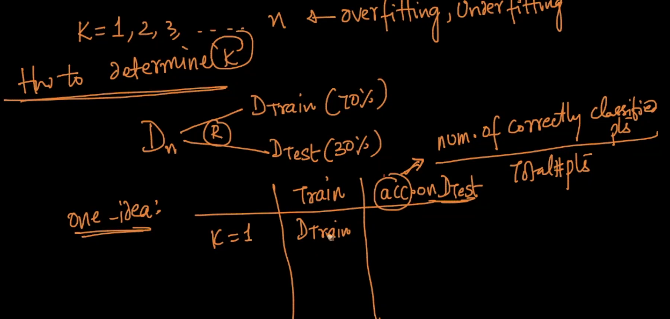 K=1, 2, 3, ..... n ← overfitting, Underfitting
How to determine K
Dn R DTrain (70%)
DTest (30%)
num. of correctly classified pts
Total # pts
one-idea:
Train acc on DTest
K=1 Dtrain